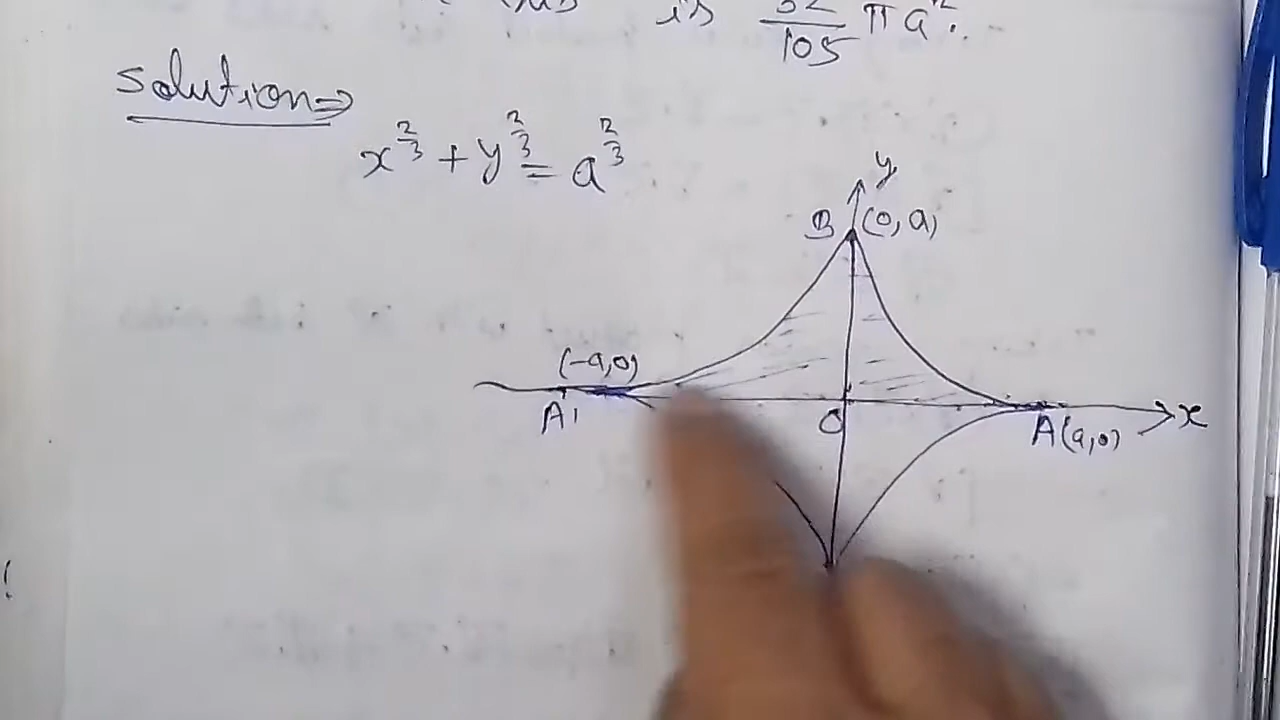 is 32/105 πa².
Solution⇒
x^{2/3} + y^{2/3} = a^{2/3}
y
B (0, a)
(-a,0)
A'
O
A(a,0)
x